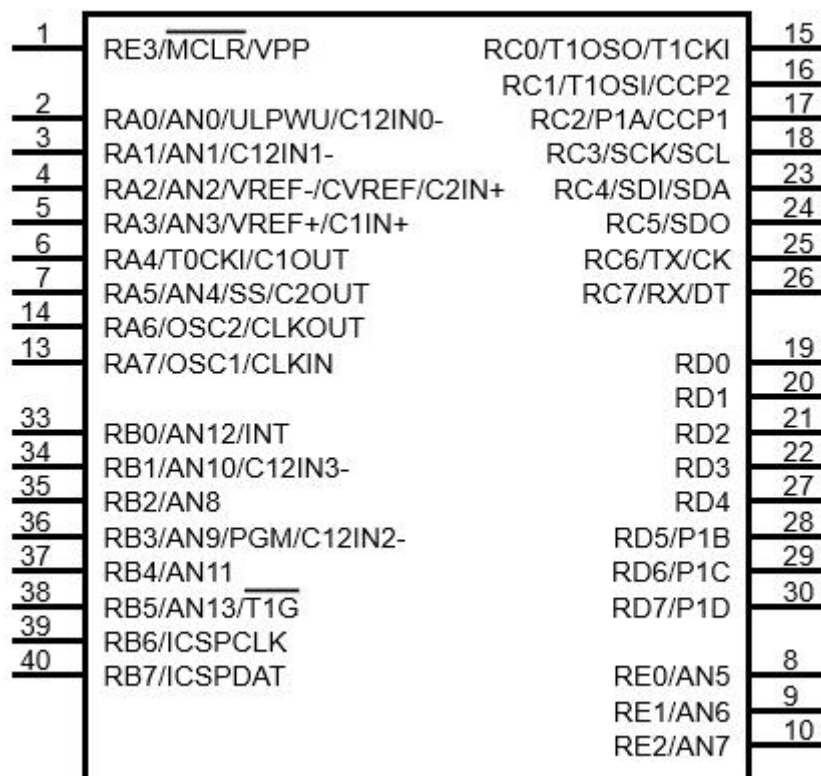 1 RE3/MCLR/VPP RC0/T1OSO/T1CKI 15
RC1/T1OSI/CCP2 16
2 RA0/AN0/ULPWU/C12IN0- RC2/P1A/CCP1 17
3 RA1/AN1/C12IN1- RC3/SCK/SCL 18
4 RA2/AN2/VREF-/CVREF/C2IN+ RC4/SDI/SDA 23
5 RA3/AN3/VREF+/C1IN+ RC5/SDO 24
6 RA4/T0CKI/C1OUT RC6/TX/CK 25
7 RA5/AN4/SS/C2OUT RC7/RX/DT 26
14 RA6/OSC2/CLKOUT
13 RA7/OSC1/CLKIN RD0 19
RD1 20
33 RB0/AN12/INT RD2 21
34 RB1/AN10/C12IN3- RD3 22
35 RB2/AN8 RD4 27
36 RB3/AN9/PGM/C12IN2- RD5/P1B 28
37 RB4/AN11 RD6/P1C 29
38 RB5/AN13/T1G RD7/P1D 30
39 RB6/ICSPCLK
40 RB7/ICSPDAT RE0/AN5 8
RE1/AN6 9
RE2/AN7 10